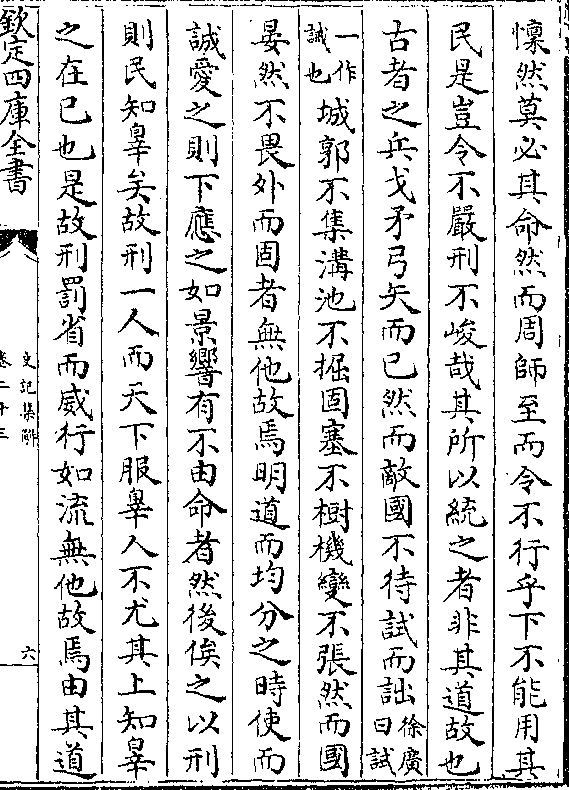 懍然莫必其命然而周師至而令不行乎下不能用其
民是豈令不嚴刑不峻哉其所以統之者非其道故也
古者之兵戈矛弓矢而已然而敵國不待試而詘徐廣曰試
一作誠也城郭不集溝池不掘固塞不樹機變不張然而國
晏然不畏外而固者無他故焉明道而均分之時使而
誠愛之則下應之如景響有不由命者然後俟之以刑
則民知辠矣故刑一人而天下服辠人不尤其上知辠
之在已也是故刑罰省而威行如流無他故焉由其道
欽定四庫全書
史記集解
卷二十三
六